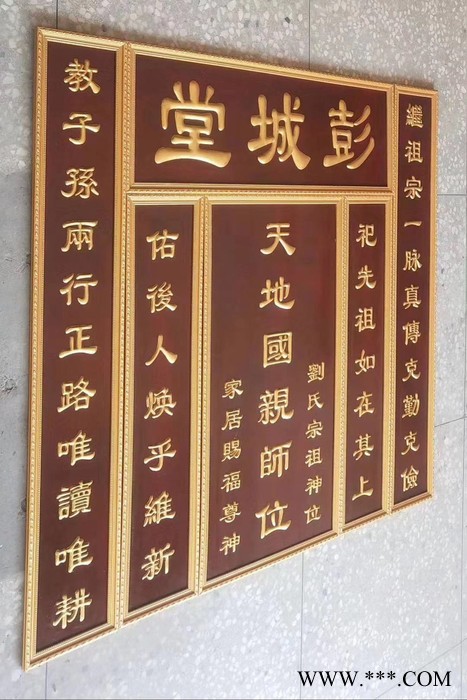 彭城堂
繼祖宗一脉真傳克勤克儉
祀先祖如在其上
劉氏宗祖神位
天地國親師位
家居賜福尊神
佑後人焕乎維新
教子孫兩行正路唯讀唯耕
WWW.***.COM